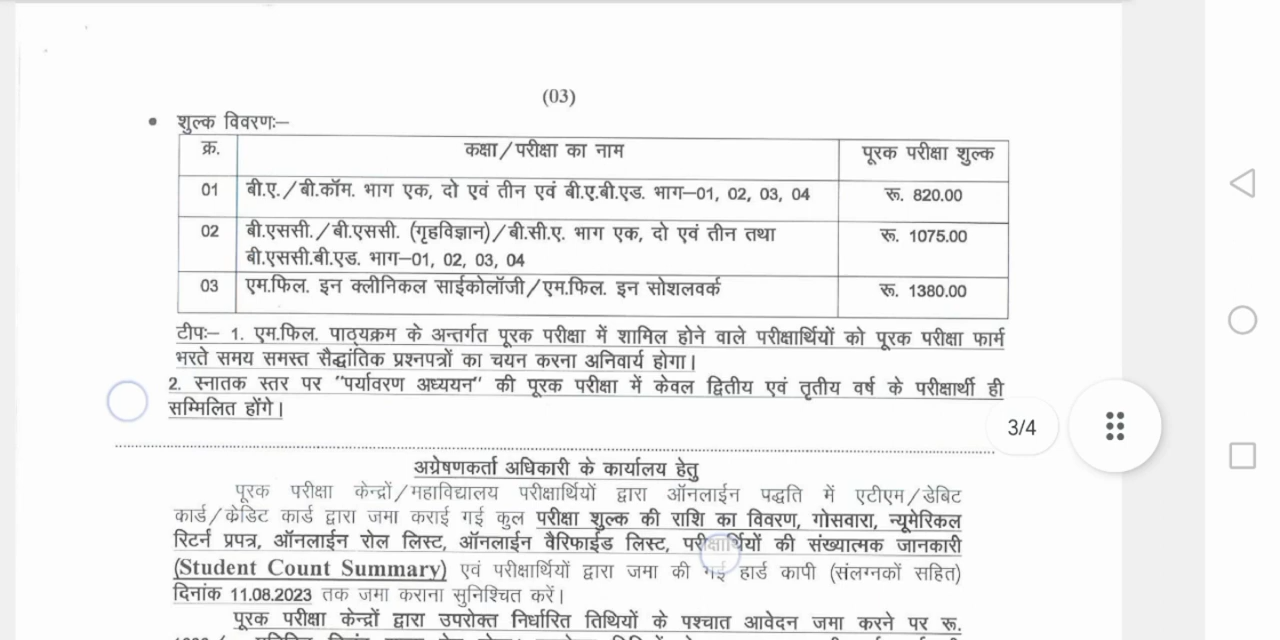 (03)
• शुल्क विवरणः–
क्र. कक्षा/परीक्षा का नाम पूरक परीक्षा शुल्क
01 बी.ए./बी.कॉम. भाग एक, दो एवं तीन एवं बी.ए.बी.एड. भाग–01, 02, 03, 04 रू. 820.00
02 बी.एससी./बी.एससी. (गृहविज्ञान)/बी.सी.ए. भाग एक, दो एवं तीन तथा रू. 1075.00
बी.एससी.बी.एड. भाग–01, 02, 03, 04
03 एम.फिल. इन क्लीनिकल साईकोलॉजी/एम.फिल. इन सोशलवर्क रू. 1380.00
टीपः– 1. एम.फिल. पाठ्यक्रम के अन्तर्गत पूरक परीक्षा में शामिल होने वाले परीक्षार्थियों को पूरक परीक्षा फार्म
भरते समय समस्त सैद्धांतिक प्रश्नपत्रों का चयन करना अनिवार्य होगा।
2. स्नातक स्तर पर "पर्यावरण अध्ययन" की पूरक परीक्षा में केवल द्वितीय एवं तृतीय वर्ष के परीक्षार्थी ही
सम्मिलित होंगे।
3/4
अग्रेषणकर्ता अधिकारी के कार्यालय हेतु
पूरक परीक्षा केन्द्रों/महाविद्यालय परीक्षार्थियों द्वारा ऑनलाईन पद्धति में एटीएम/डेबिट
कार्ड/क्रेडिट कार्ड द्वारा जमा कराई गई कुल परीक्षा शुल्क की राशि का विवरण, गोसवारा, न्यूमेरिकल
रिटर्न प्रपत्र, ऑनलाईन रोल लिस्ट, ऑनलाईन वैरिफाईड लिस्ट, परीक्षार्थियों की संख्यात्मक जानकारी
(Student Count Summary) एवं परीक्षार्थियों द्वारा जमा की गई हार्ड कापी (संलग्नकों सहित)
दिनांक 11.08.2023 तक जमा कराना सुनिश्चित करें।
पूरक परीक्षा केन्द्रों द्वारा उपरोक्त निर्धारित तिथियों के पश्चात आवेदन जमा करने पर रू.